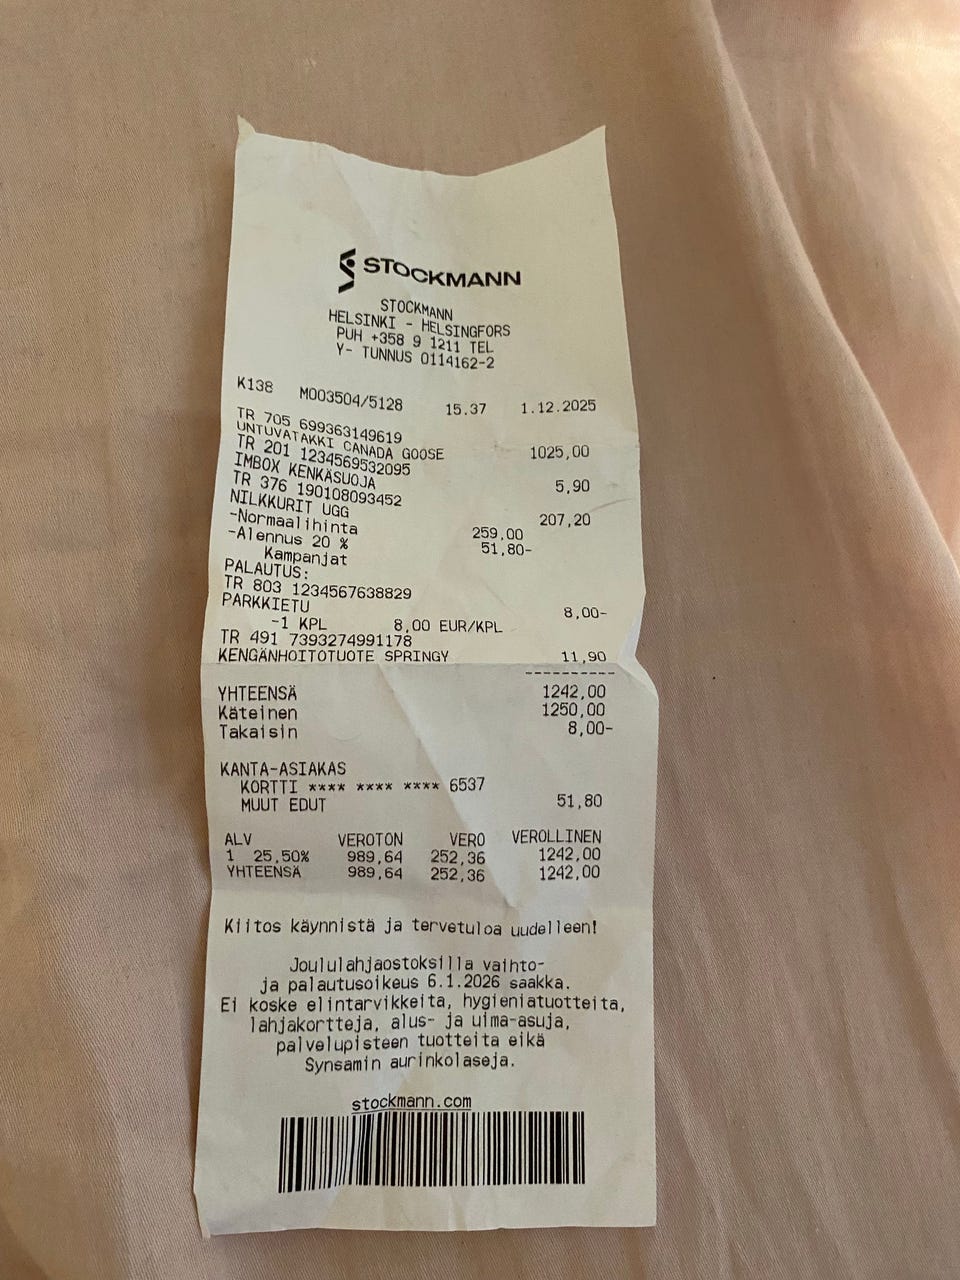 STOCKMANN
STOCKMANN
HELSINKI - HELSINGFORS
PUH +358 9 1211 TEL
Y- TUNNUS 0114162-2
K138 M003504/5128 15.37 1.12.2025
TR 705 699363149619
UNTUVATAKKI CANADA GOOSE 1025,00
TR 201 1234569532095
IMBOX KENKÄSUOJA 5,90
TR 376 190108093452
NILKKURIT UGG 207,20
-Normaalihinta 259,00
-Alennus 20 % 51,80-
Kampanjat
PALAUTUS:
TR 803 1234567638829
PARKKIETU 8,00-
-1 KPL 8,00 EUR/KPL
TR 491 7393274991178
KENGÄNHOITOTUOTE SPRINGY 11,90
--------------
YHTEENSÄ 1242,00
Käteinen 1250,00
Takaisin 8,00-
KANTA-ASIAKAS
KORTTI **** **** **** 6537
MUUT EDUT 51,80
ALV VEROTON VERO VEROLLINEN
1 25,50% 989,64 252,36 1242,00
YHTEENSÄ 989,64 252,36 1242,00
Kiitos käynnistä ja tervetuloa uudelleen!
Joululahjaostoksilla vaihto-
ja palautusoikeus 6.1.2026 saakka.
Ei koske elintarvikkeita, hygieniatuotteita,
lahjakortteja, alus- ja uima-asuja,
palvelupisteen tuotteita eikä
Synsamin aurinkolaseja.
stockmann.com